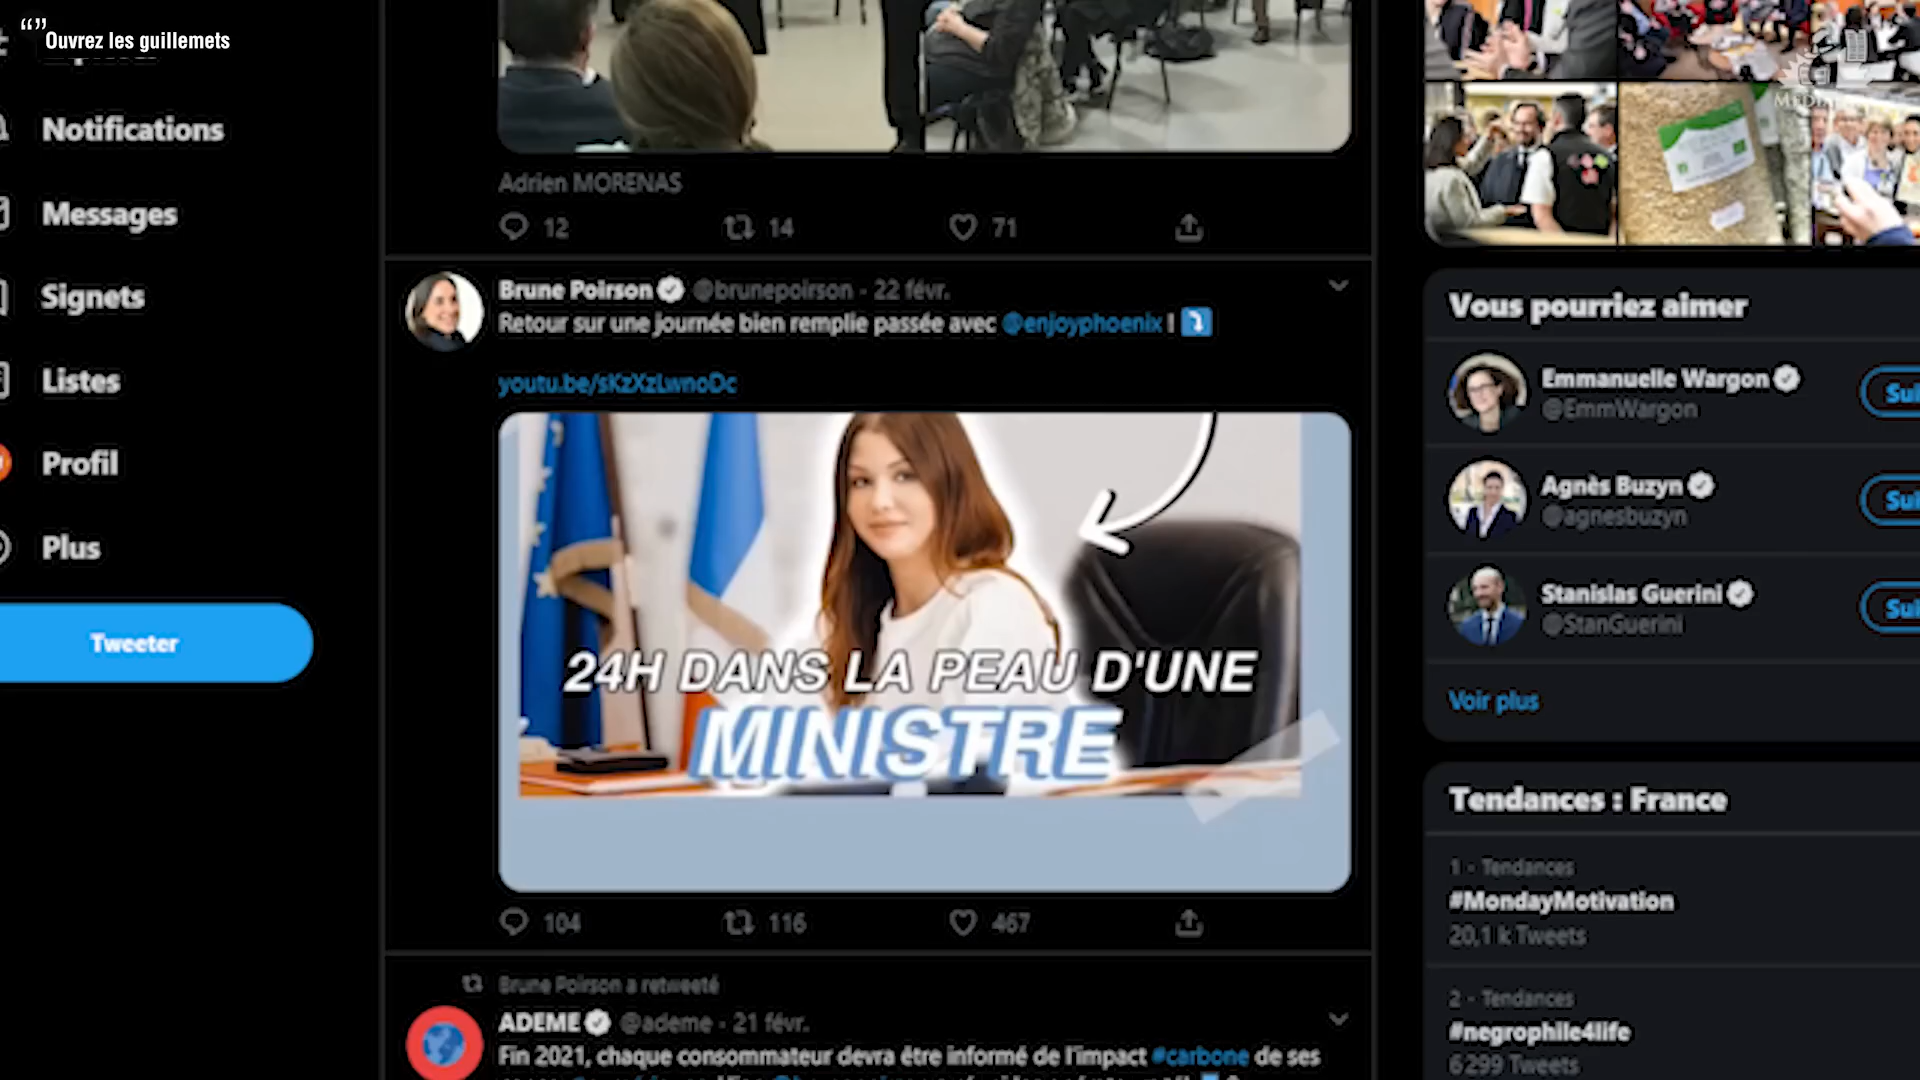 “”Ouvrez les guillemets
Notifications
Messages
Signets
Listes
Profil
Plus
Tweeter
Adrien MORENAS
12 14 71
Brune Poirson @brunepoirson · 22 févr.
Retour sur une journée bien remplie passée avec @enjoyphoenix !
youtu.be/sKzXzLwnoDc
24H DANS LA PEAU D'UNE
MINISTRE
104 116 467
Brune Poirson a retweeté
ADEME @ademe · 21 févr.
Fin 2021, chaque consommateur devra être informé de l'impact #carbone de ses
Vous pourriez aimer
Emmanuelle Wargon
@EmmWargon
Sui
Agnès Buzyn
@agnesbuzyn
Sui
Stanislas Guerini
@StanGuerini
Sui
Voir plus
Tendances : France
1 · Tendances
#MondayMotivation
20,1 k Tweets
2 · Tendances
#negrophile4life
6 299 Tweets